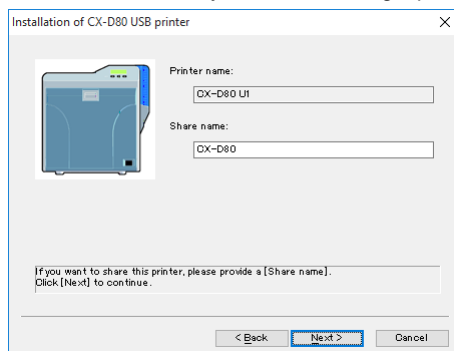 Installation of CX-D80 USB printer
Printer name:
CX-D80 U1
Share name:
CX-D80
If you want to share this printer, please provide a [Share name].
Click [Next] to continue.
< Back
Next >
Cancel